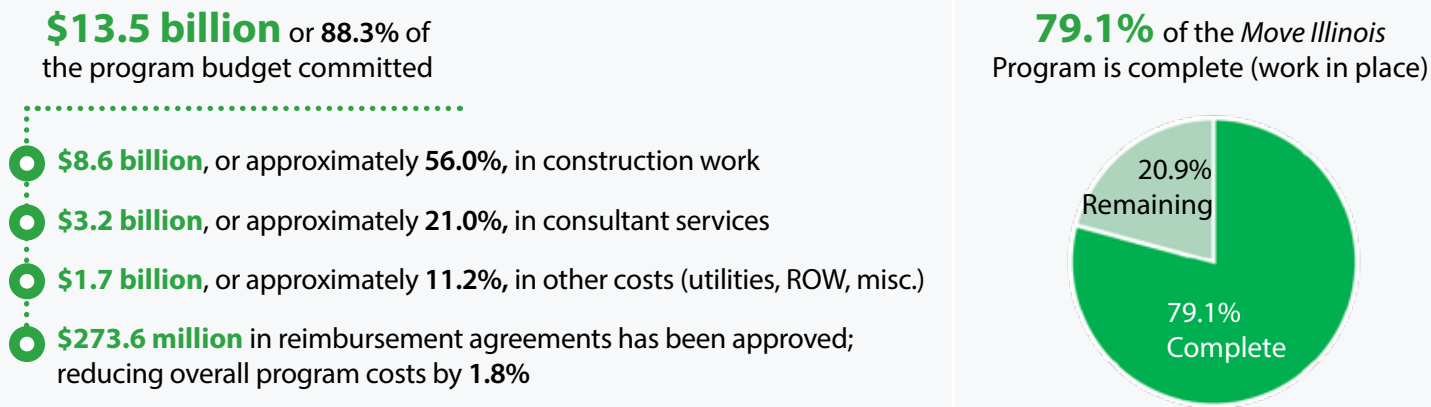 $13.5 billion or 88.3% of
the program budget committed
$8.6 billion, or approximately 56.0%, in construction work
$3.2 billion, or approximately 21.0%, in consultant services
$1.7 billion, or approximately 11.2%, in other costs (utilities, ROW, misc.)
$273.6 million in reimbursement agreements has been approved;
reducing overall program costs by 1.8%
79.1% of the Move Illinois
Program is complete (work in place)
20.9%
Remaining
79.1%
Complete